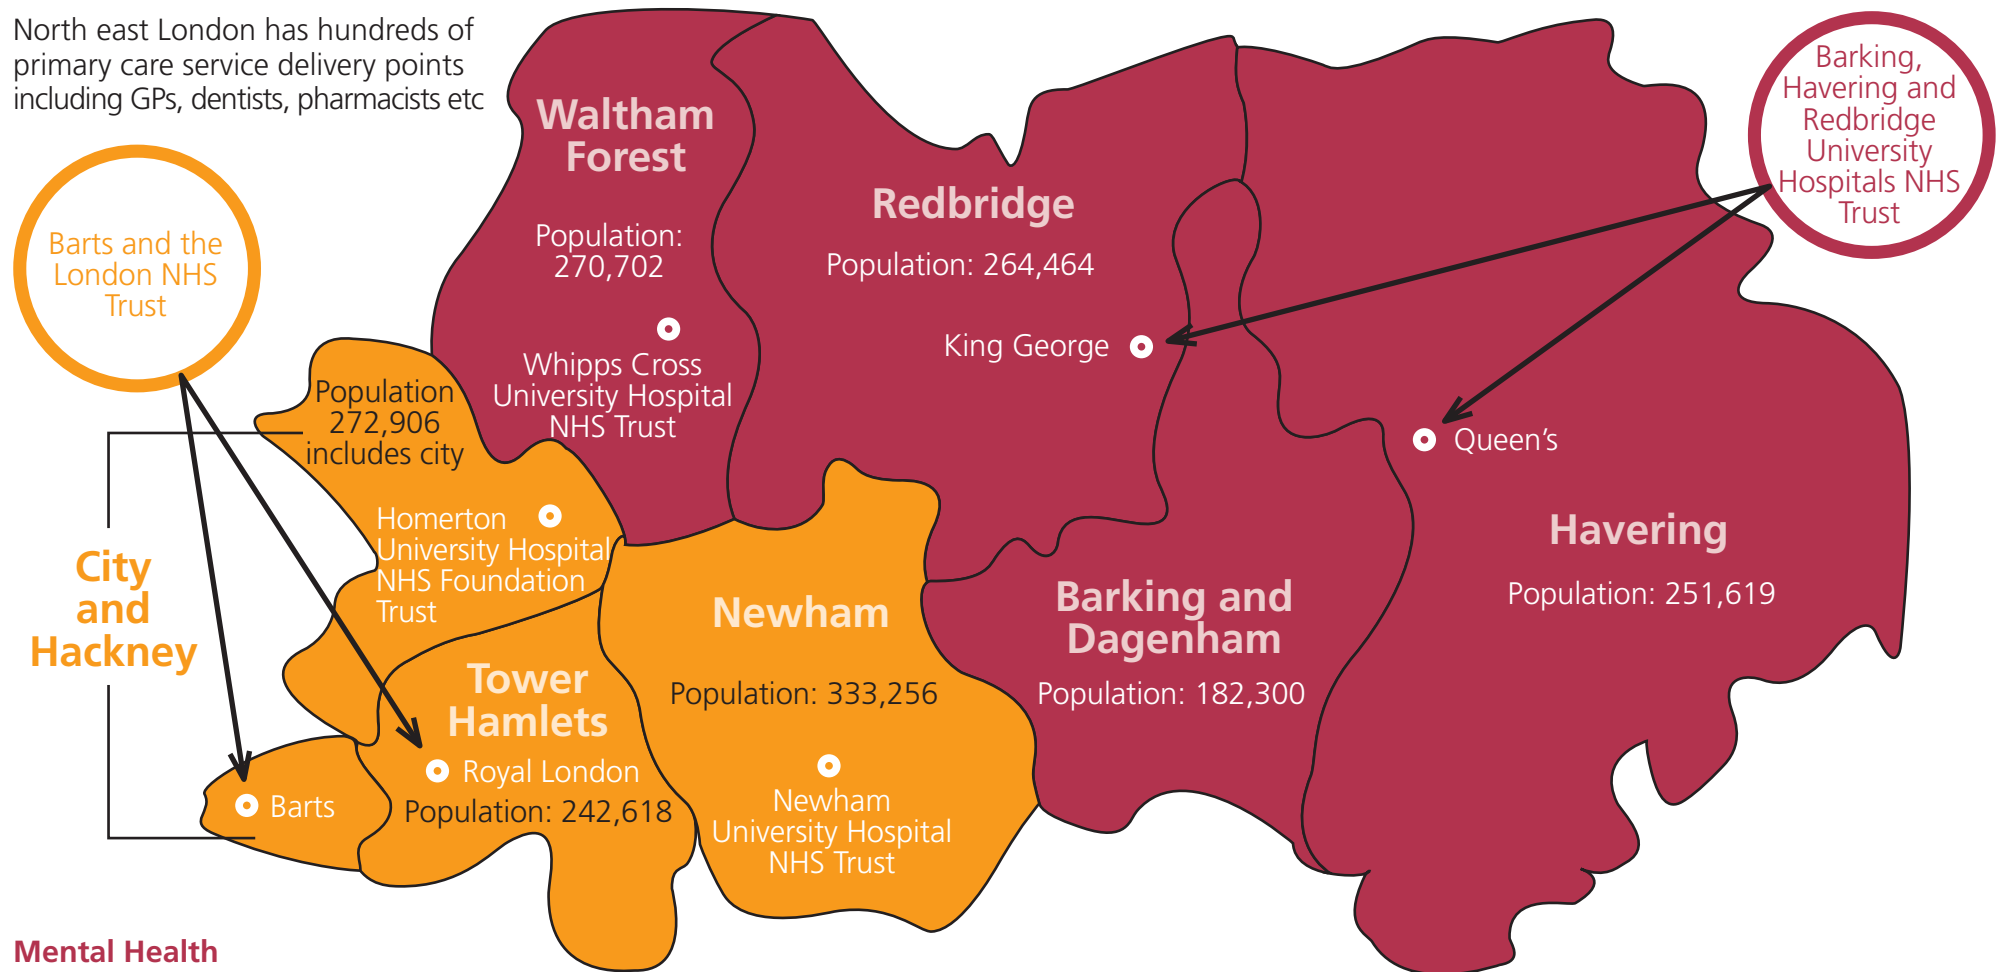 North east London has hundreds of
primary care service delivery points
including GPs, dentists, pharmacists etc
Barts and the
London NHS
Trust
Barking,
Havering and
Redbridge
University
Hospitals NHS
Trust
Waltham
Forest
Population:
270,702
Whipps Cross
University Hospital
NHS Trust
Redbridge
Population: 264,464
King George
Queen’s
Havering
Population: 251,619
Population
272,906
includes city
Homerton
University Hospital
NHS Foundation
Trust
City
and
Hackney
Tower
Hamlets
Royal London
Population: 242,618
Barts
Newham
Population: 333,256
Newham
University Hospital
NHS Trust
Barking and
Dagenham
Population: 182,300
Mental Health